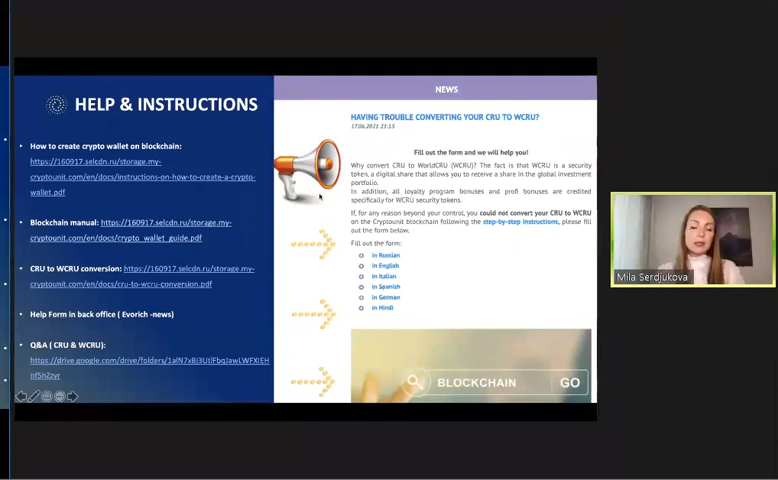 HELP & INSTRUCTIONS
How to create crypto wallet on blockchain:
https://160917.selcdn.ru/storage.my-
cryptounit.com/en/docs/instructions-on-how-to-create-a-crypto-
wallet.pdf
Blockchain manual: https://160917.selcdn.ru/storage.my-
cryptounit.com/en/docs/crypto_wallet_guide.pdf
CRU to WCRU conversion: https://160917.selcdn.ru/storage.my-
cryptounit.com/en/docs/cru-to-wcru-conversion.pdf
Help Form in back office ( Evorich -news)
Q&A ( CRU & WCRU):
NEWS
HAVING TROUBLE CONVERTING YOUR CRU TO WCRU?
17.06.2021 23:15
Fill out the form and we will help you!
Why convert CRU to WorldCRU (WCRU)? The fact is that WCRU is a security
token, a digital share that allows you to receive a share in the global investment
portfolio.
In addition, all loyalty program bonuses and profi bonuses are credited
specifically for WCRU security tokens.
If, for any reason beyond your control, you could not convert your CRU to WCRU
on the Cryptounit blockchain following the step-by-step instructions, please fill
out the form below.
Fill out the form:
in Russian
in English
in Italian
in Spanish
in German
in Hindi
BLOCKCHAIN GO
Mila Serdjukova